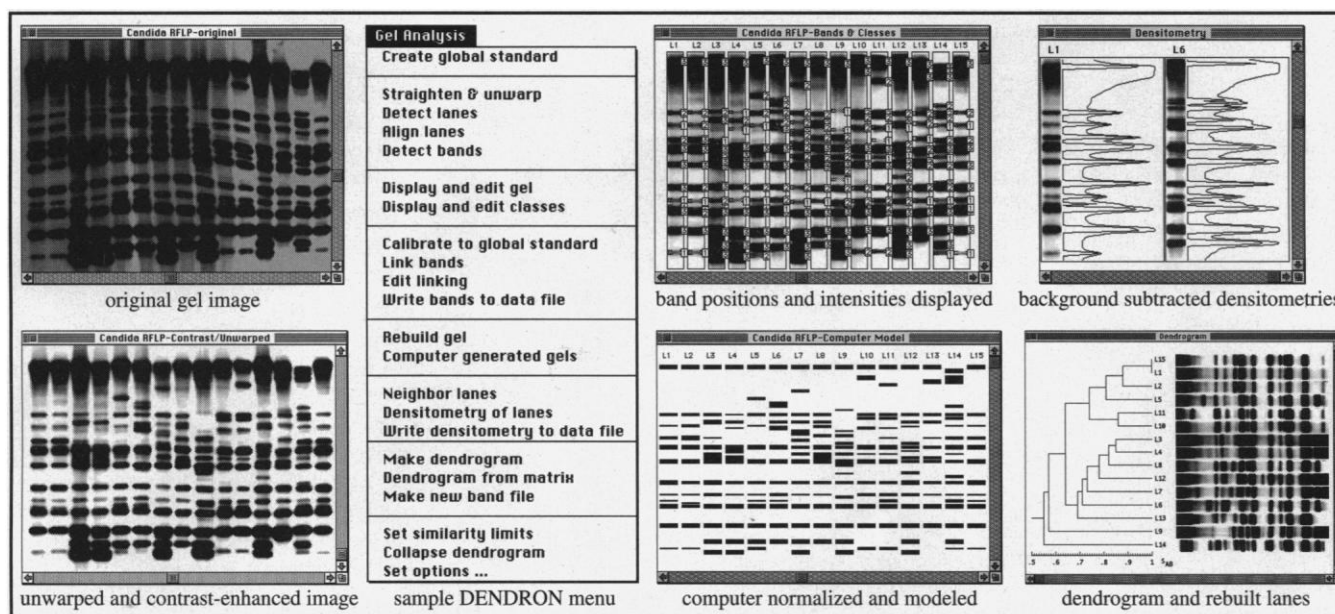 Candida RFLP-original
original gel image
Candida RFLP-Contrast/Unwarped
unwarped and contrast-enhanced image
Gel Analysis
Create global standard
Straighten & unwarp
Detect lanes
Align lanes
Detect bands
Display and edit gel
Display and edit classes
Calibrate to global standard
Link bands
Edit linking
Write bands to data file
Rebuild gel
Computer generated gels
Neighbor lanes
Densitometry of lanes
Write densitometry to data file
Make dendrogram
Dendrogram from matrix
Make new band file
Set similarity limits
Collapse dendrogram
Set options ...
sample DENDRON menu
Candida RFLP-Bands & Classes
L1 L2 L3 L4 L5 L6 L7 L8 L9 L10 L11 L12 L13 L14 L15
band positions and intensities displayed
Candida RFLP-Computer Model
L1 L2 L3 L4 L5 L6 L7 L8 L9 L10 L11 L12 L13 L14 L15
computer normalized and modeled
Densitometry
L1 L6
background subtracted densitometries
Dendrogram
L15
L1
L2
L5
L11
L10
L3
L4
L8
L12
L7
L6
L13
L9
L14
.5 .6 .7 .8 .9 1 SAB
dendrogram and rebuilt lanes